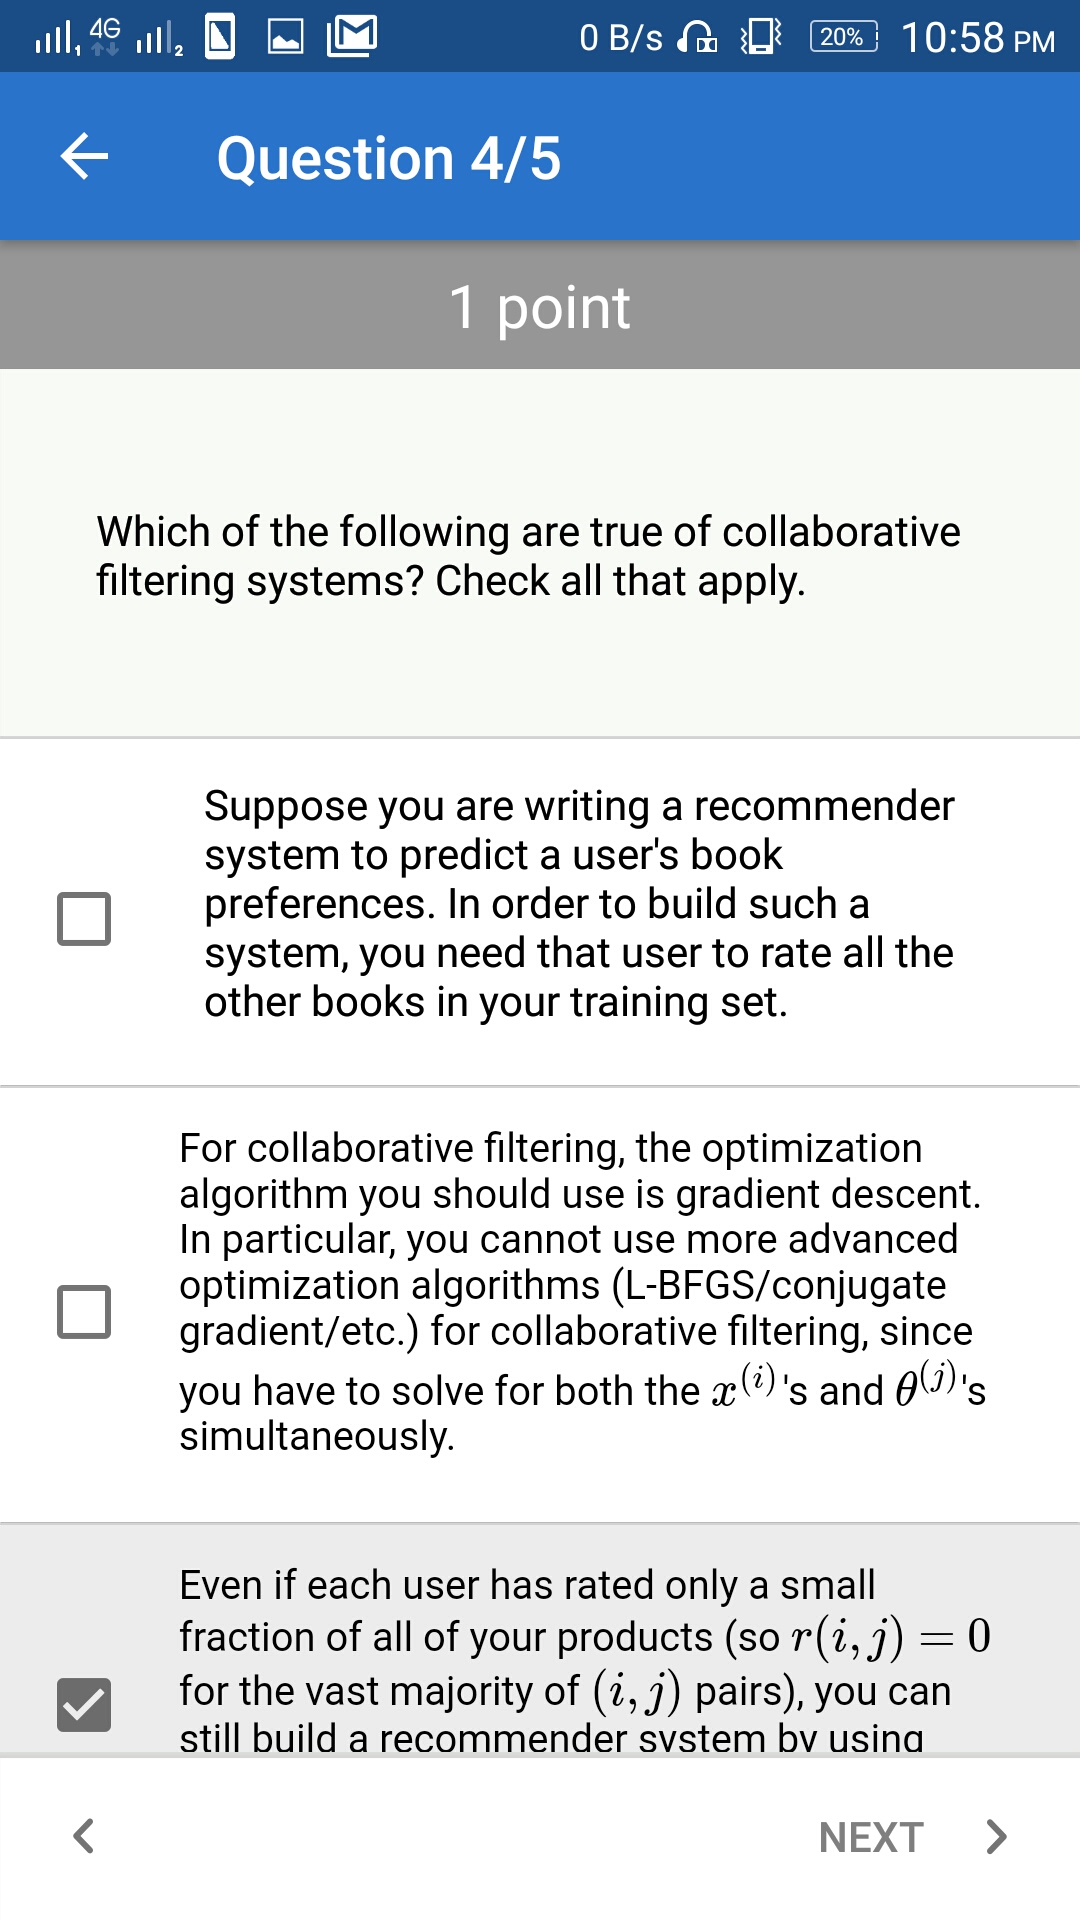 4G 1 2 0 B/s 20% 10:58 PM
Question 4/5
1 point
Which of the following are true of collaborative
filtering systems? Check all that apply.
Suppose you are writing a recommender
system to predict a user's book
preferences. In order to build such a
system, you need that user to rate all the
other books in your training set.
For collaborative filtering, the optimization
algorithm you should use is gradient descent.
In particular, you cannot use more advanced
optimization algorithms (L-BFGS/conjugate
gradient/etc.) for collaborative filtering, since
you have to solve for both the x^(i)'s and θ^(j)'s
simultaneously.
Even if each user has rated only a small
fraction of all of your products (so r(i, j) = 0
for the vast majority of (i, j) pairs), you can
still build a recommender system by using
NEXT